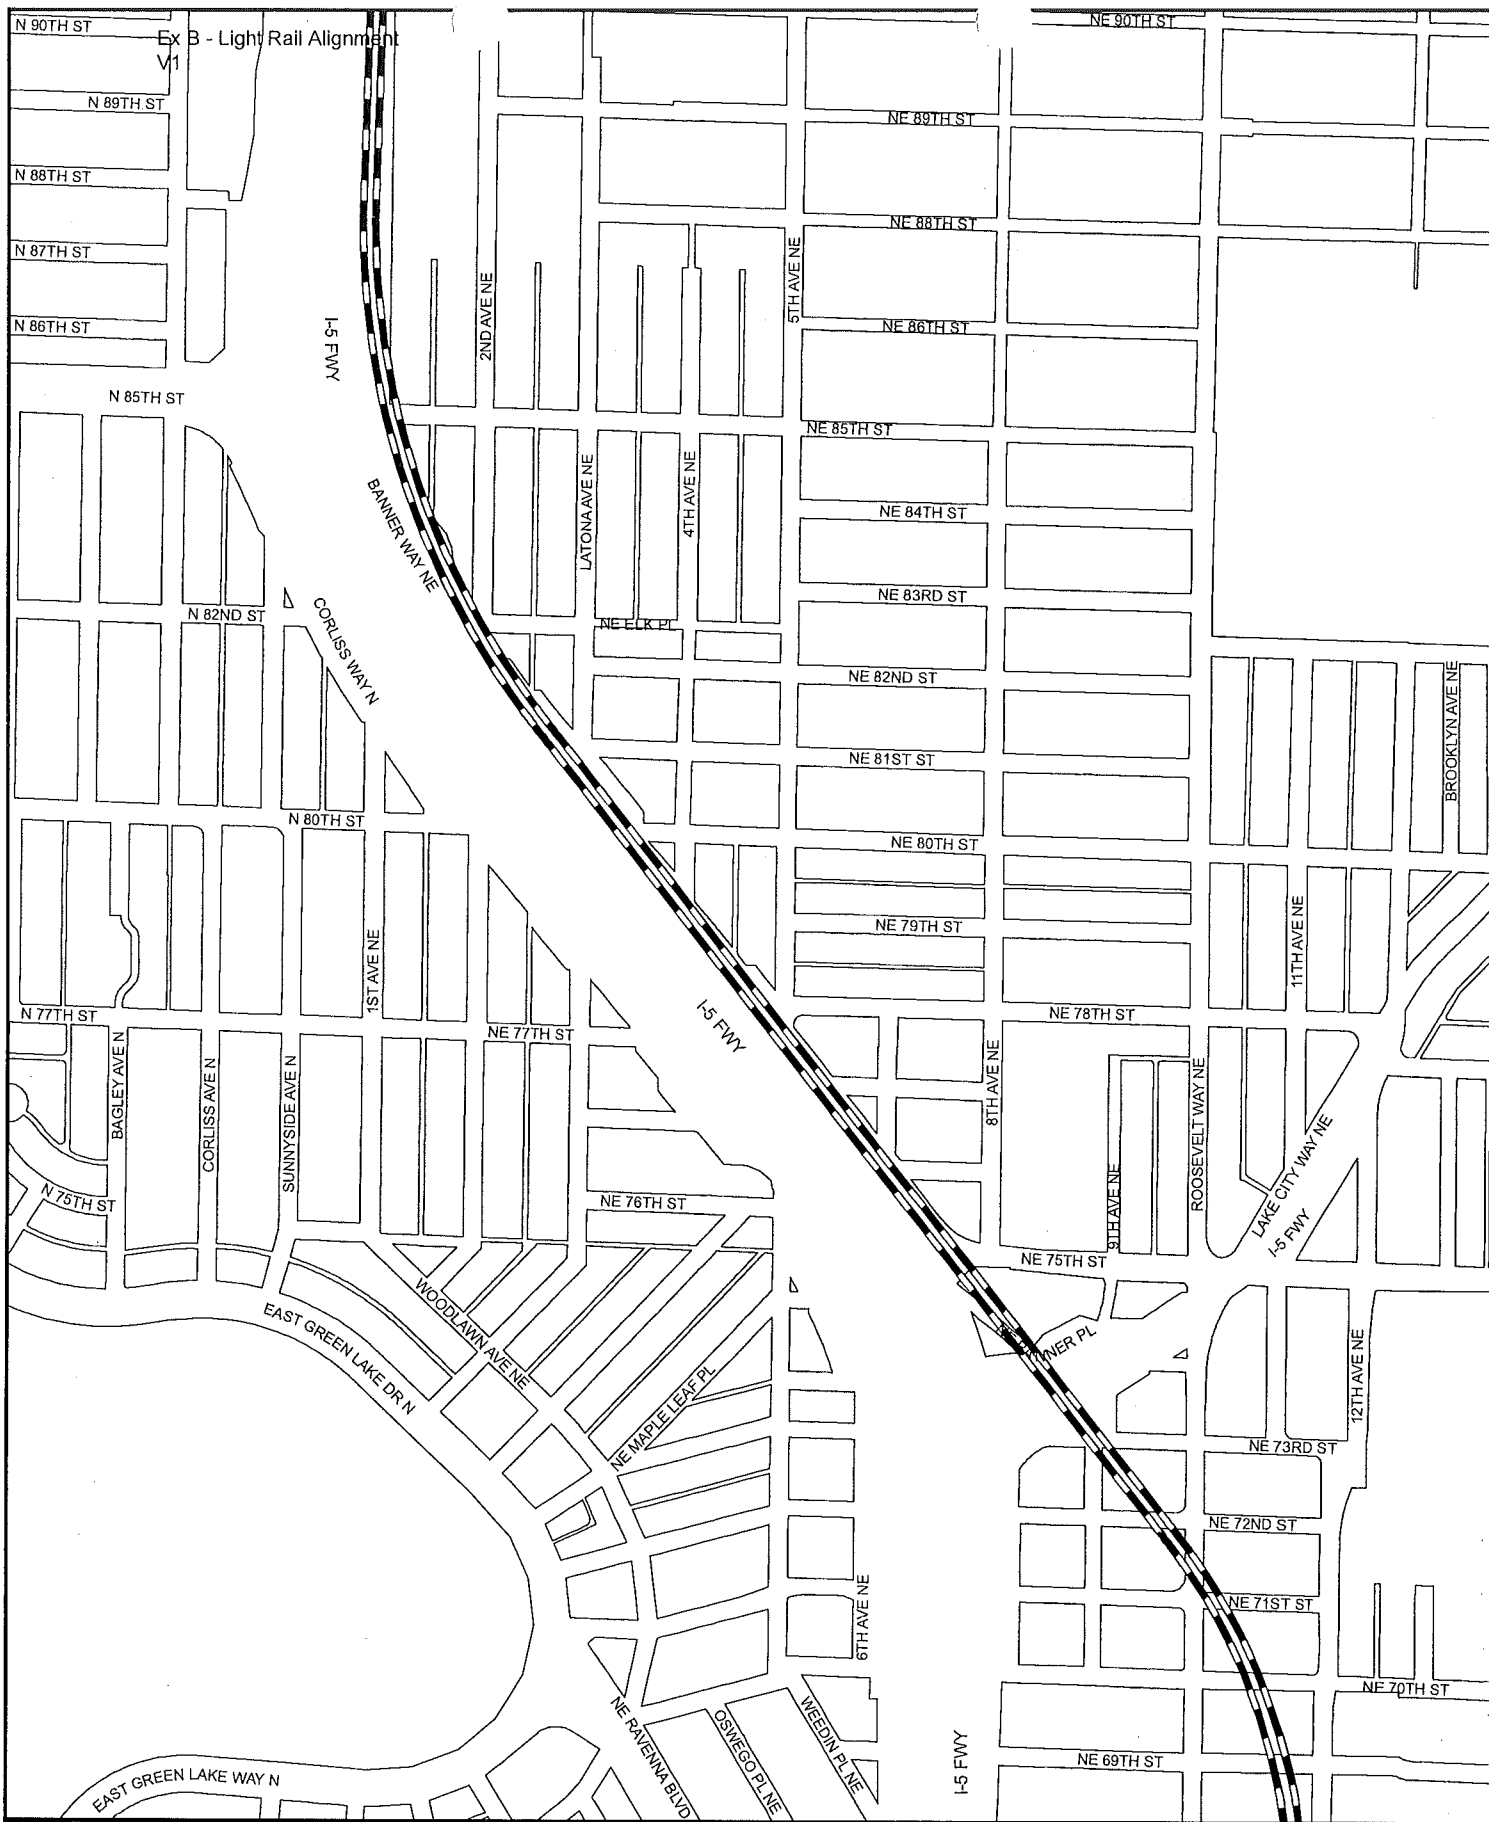 N 90TH ST
Ex B - Light Rail Alignment
V1
NE 90TH ST
N 89TH ST
NE 89TH ST
N 88TH ST
NE 88TH ST
N 87TH ST
5TH AVE NE
2ND AVE NE
N 86TH ST
I-5 FWY
NE 86TH ST
N 85TH ST
NE 85TH ST
LATONA AVE NE
4TH AVE NE
BANNER WAY NE
NE 84TH ST
NE 83RD ST
N 82ND ST
CORLISS WAY N
NE ELK PL
NE 82ND ST
BROOKLYN AVE NE
NE 81ST ST
N 80TH ST
NE 80TH ST
1ST AVE NE
NE 79TH ST
11TH AVE NE
N 77TH ST
NE 77TH ST
I-5 FWY
NE 78TH ST
BAGLEY AVE N
CORLISS AVE N
SUNNYSIDE AVE N
8TH AVE NE
ROOSEVELT WAY NE
9TH AVE NE
LAKE CITY WAY NE
I-5 FWY
N 75TH ST
NE 76TH ST
NE 75TH ST
WOODLAWN AVE NE
EAST GREEN LAKE DR N
NE MAPLE LEAF PL
12TH AVE NE
NE 73RD ST
NE 72ND ST
6TH AVE NE
NE 71ST ST
NE 70TH ST
NE RAVENNA BLVD
OSWEGO PL NE
WEEDIN PL NE
I-5 FWY
NE 69TH ST
EAST GREEN LAKE WAY N